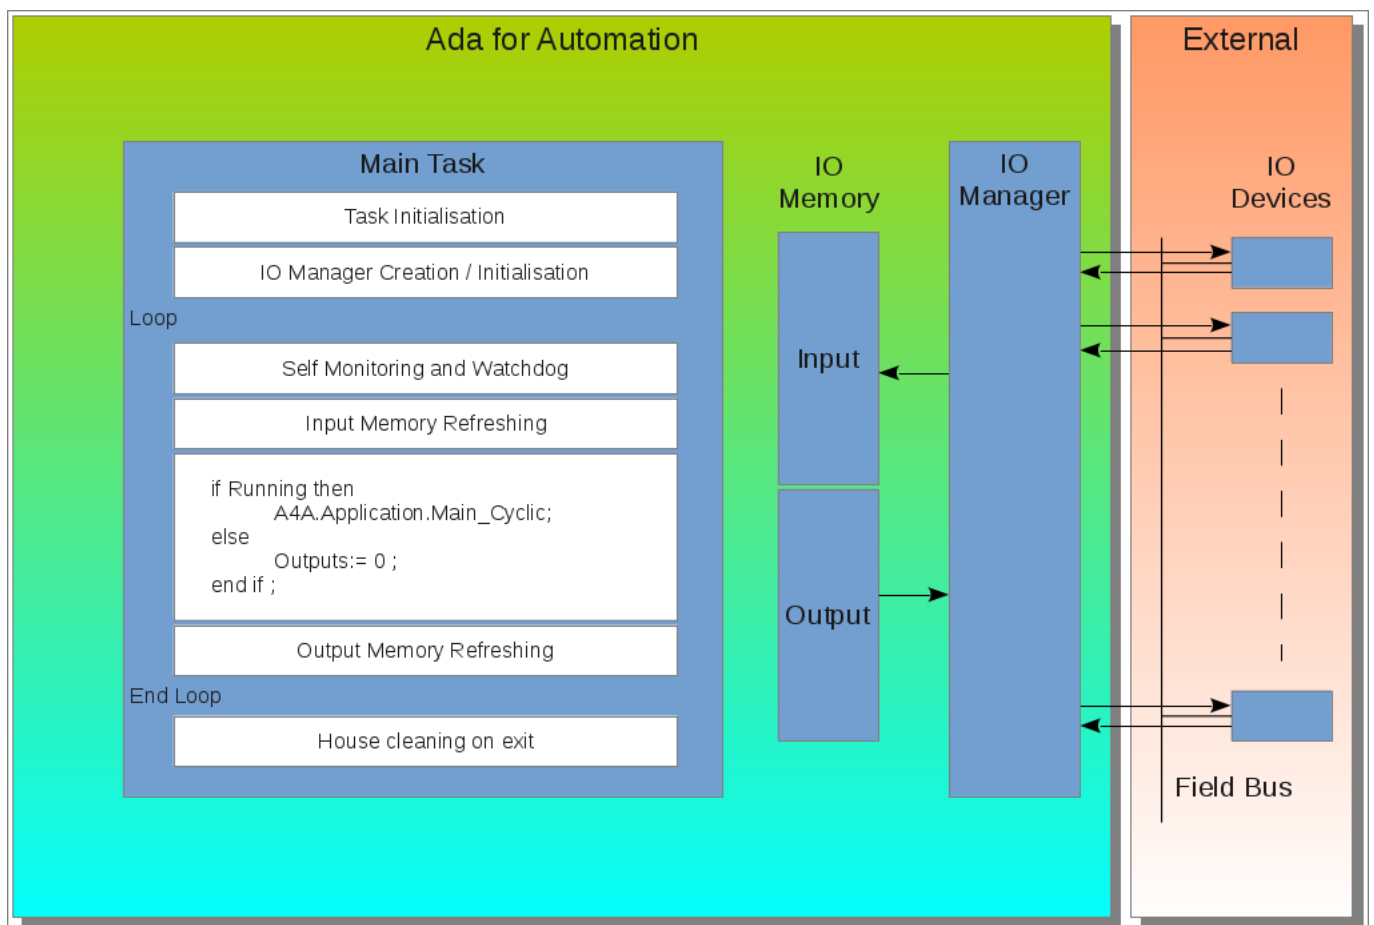 Ada for Automation
Main Task
Task Initialisation
IO Manager Creation / Initialisation
Loop
Self Monitoring and Watchdog
Input Memory Refreshing
if Running then
A4A.Application.Main_Cyclic;
else
Outputs:= 0 ;
end if ;
Output Memory Refreshing
End Loop
House cleaning on exit
IO
Memory
Input
Output
IO
Manager
External
IO
Devices
Field Bus